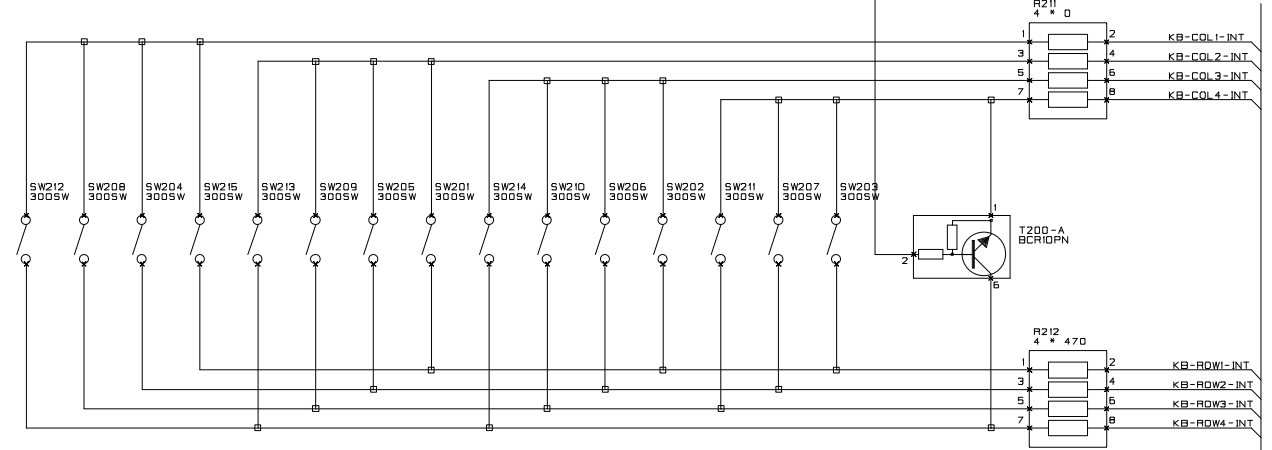 R211
4 * 0
1 2 KB-COL1-INT
3 4 KB-COL2-INT
5 6 KB-COL3-INT
7 8 KB-COL4-INT
SW212 SW208 SW204 SW215 SW213 SW209 SW205 SW201 SW214 SW210 SW206 SW202 SW211 SW207 SW203
300SW 300SW 300SW 300SW 300SW 300SW 300SW 300SW 300SW 300SW 300SW 300SW 300SW 300SW 300SW
1
T200-A
BCR10PN
2
6
R212
4 * 470
1 2 KB-ROW1-INT
3 4 KB-ROW2-INT
5 6 KB-ROW3-INT
7 8 KB-ROW4-INT